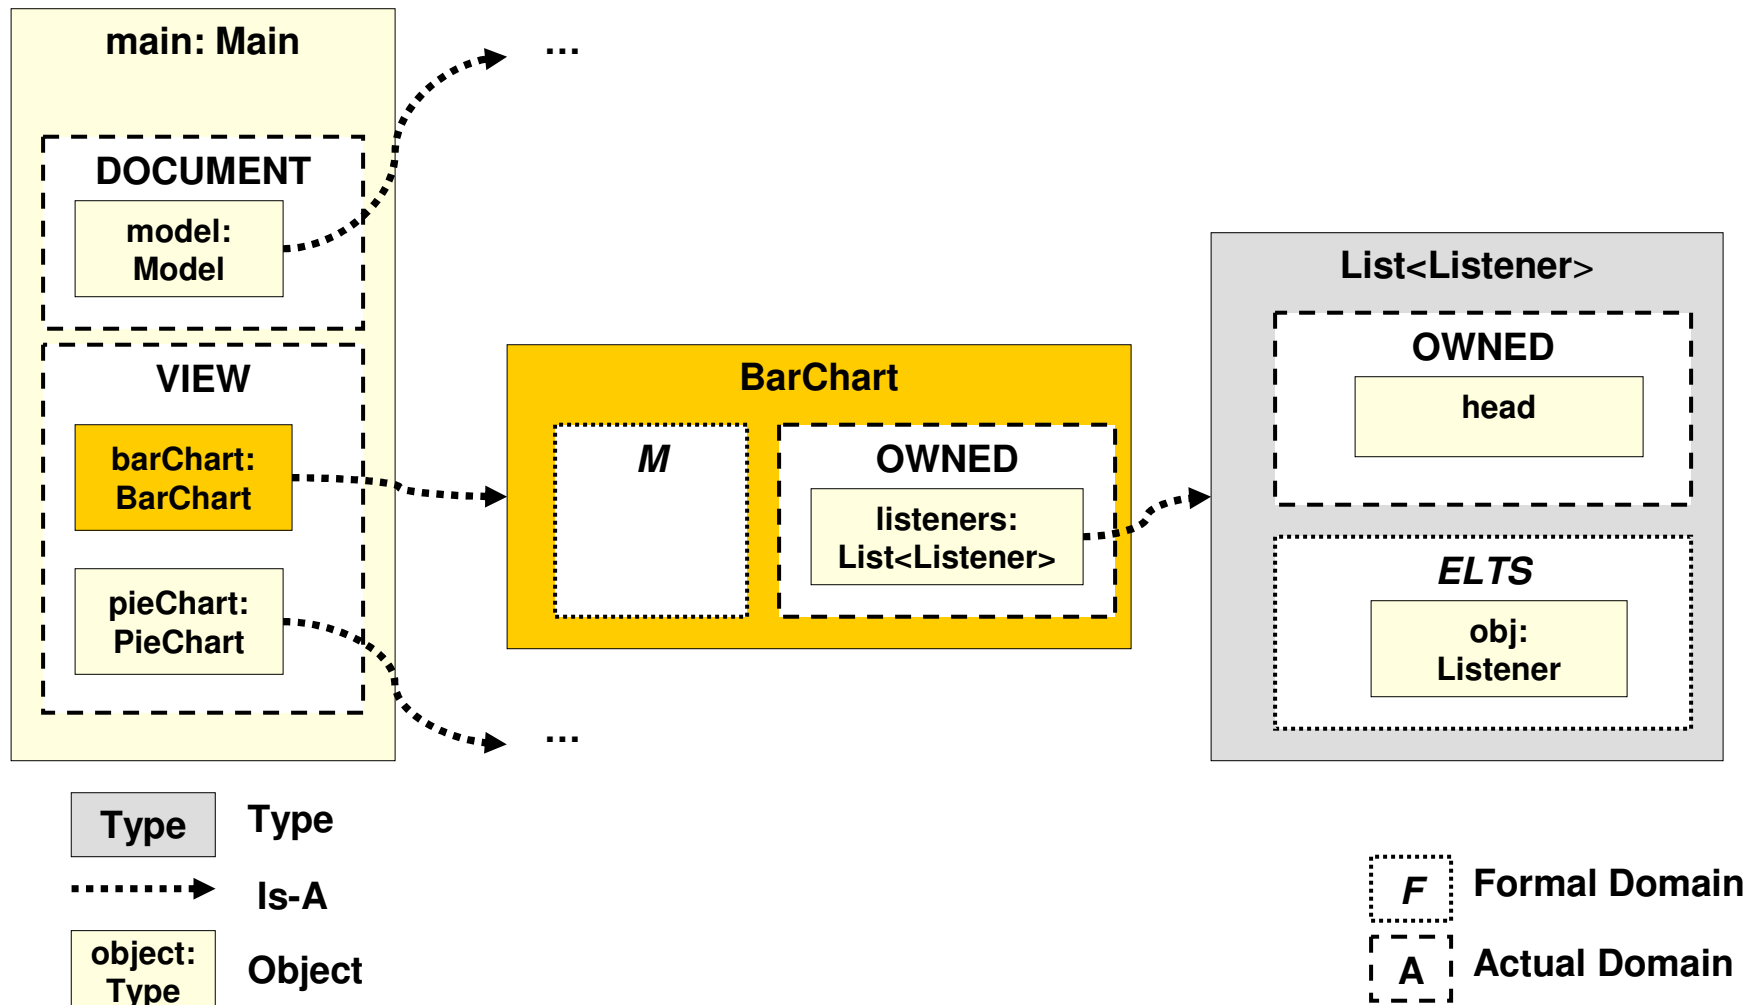 main: Main
...
DOCUMENT
model:
Model
VIEW
barChart:
BarChart
pieChart:
PieChart
...
BarChart
M
OWNED
listeners:
List<Listener>
List<Listener>
OWNED
head
ELTS
obj:
Listener
Type
Type
Is-A
object:
Type
Object
F
Formal Domain
A
Actual Domain